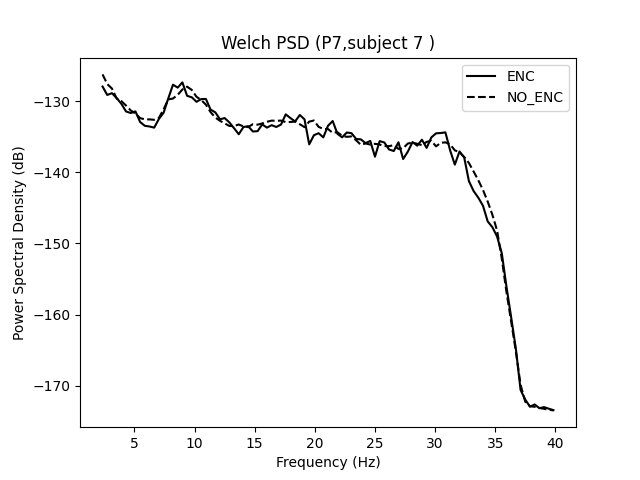 Welch PSD (P7,subject 7 )
ENC
NO_ENC
Power Spectral Density (dB)
−130
−140
−150
−160
−170
5 10 15 20 25 30 35 40
Frequency (Hz)